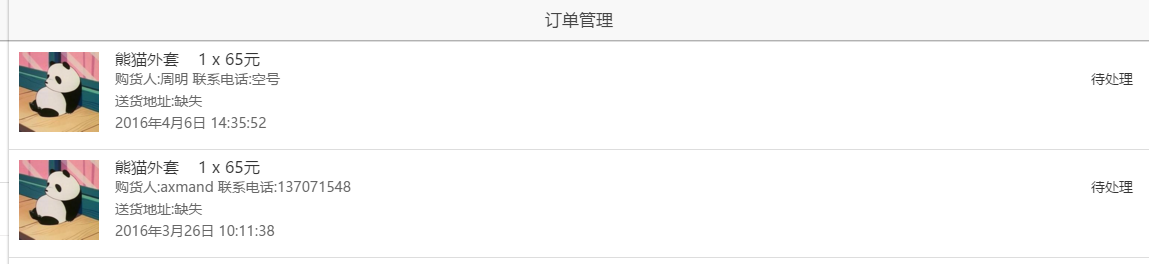 订单管理
熊猫外套 1 x 65元
购货人:周明 联系电话:空号
待处理
送货地址:缺失
2016年4月6日 14:35:52
熊猫外套 1 x 65元
购货人:axmand 联系电话:137071548
待处理
送货地址:缺失
2016年3月26日 10:11:38